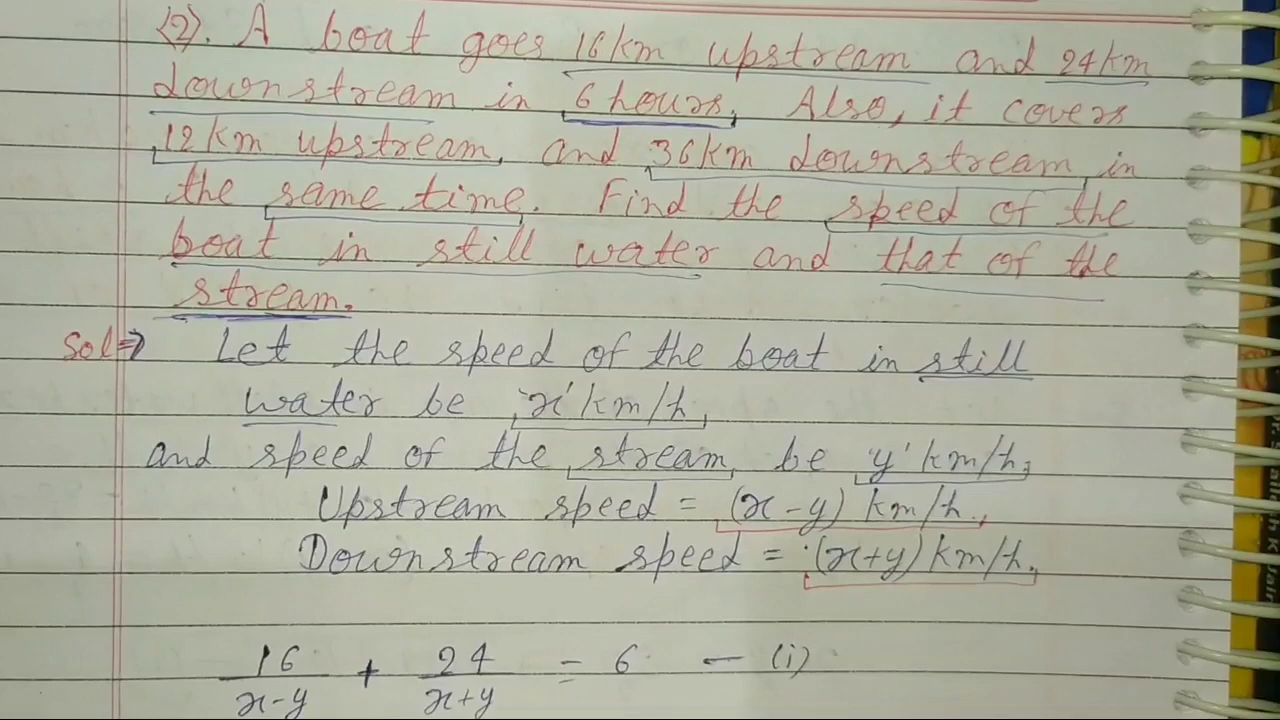 (2). A boat goes 16km upstream and 24km
downstream in 6 hours. Also, it covers
12km upstream, and 36km downstream in
the same time. Find the speed of the
boat in still water and that of the
stream.
Sol⇒ Let the speed of the boat in still
water be 'x' km/h,
and speed of the stream be 'y' km/h,
Upstream speed = (x-y) km/h.
Downstream speed = (x+y) km/h.
16/x-y + 24/x+y = 6 — (i)